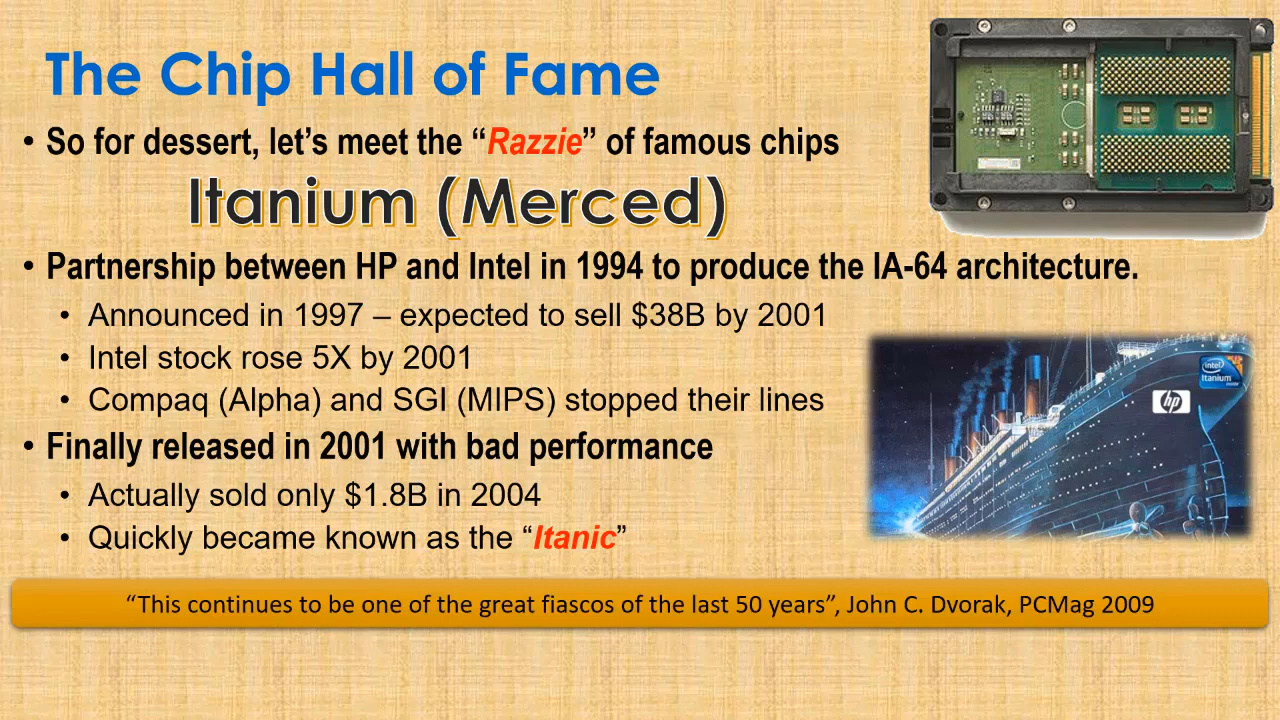 The Chip Hall of Fame
• So for dessert, let’s meet the “Razzie” of famous chips
Itanium (Merced)
• Partnership between HP and Intel in 1994 to produce the IA-64 architecture.
• Announced in 1997 – expected to sell $38B by 2001
• Intel stock rose 5X by 2001
• Compaq (Alpha) and SGI (MIPS) stopped their lines
intel
Itanium
hp
• Finally released in 2001 with bad performance
• Actually sold only $1.8B in 2004
• Quickly became known as the “Itanic”
“This continues to be one of the great fiascos of the last 50 years”, John C. Dvorak, PCMag 2009